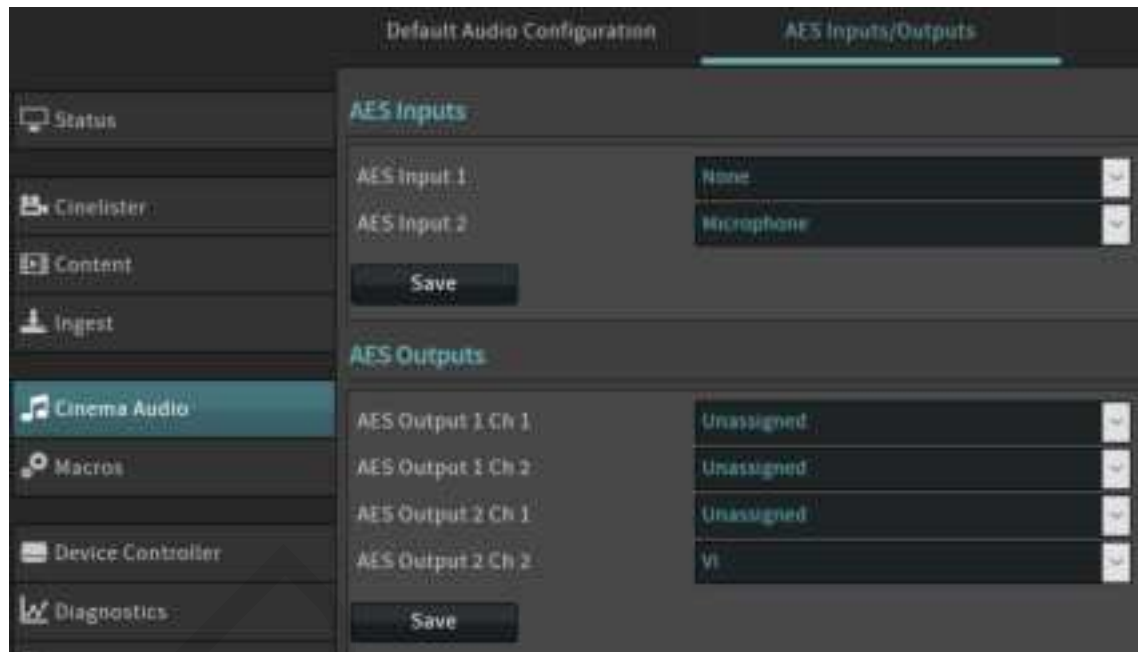 Default Audio Configuration
AES Inputs/Outputs
Status
Cinelister
Content
Ingest
Cinema Audio
Macros
Device Controller
Diagnostics
AES Inputs
AES Input 1 None
AES Input 2 Microphone
Save
AES Outputs
AES Output 1 Ch 1 Unassigned
AES Output 1 Ch 2 Unassigned
AES Output 2 Ch 1 Unassigned
AES Output 2 Ch 2 VI
Save